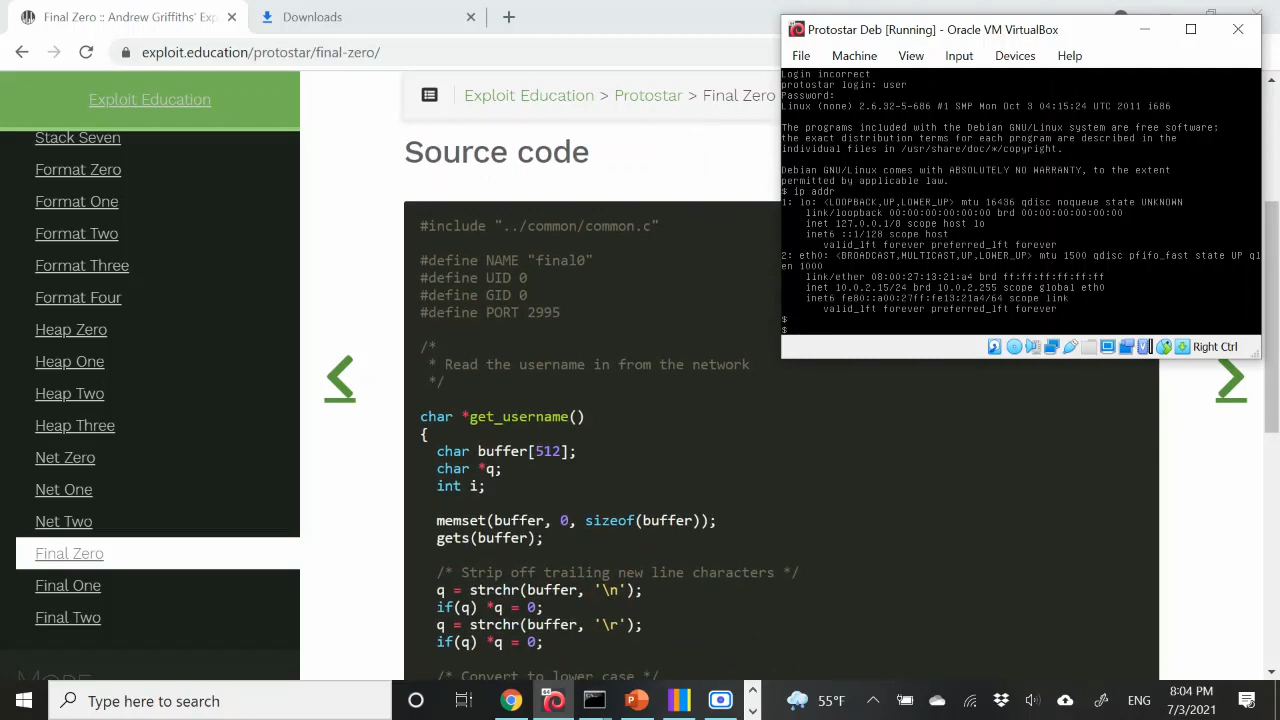 Final Zero :: Andrew Griffiths' Exp
Downloads
exploit.education/protostar/final-zero/
Exploit Education
Stack Seven
Format Zero
Format One
Format Two
Format Three
Format Four
Heap Zero
Heap One
Heap Two
Heap Three
Net Zero
Net One
Net Two
Final Zero
Final One
Final Two
MORE
Exploit Education > Protostar > Final Zero
Source code
#include "../common/common.c"
#define NAME "final0"
#define UID 0
#define GID 0
#define PORT 2995
/*
* Read the username in from the network
*/
char *get_username()
{
char buffer[512];
char *q;
int i;
memset(buffer, 0, sizeof(buffer));
gets(buffer);
/* Strip off trailing new line characters */
q = strchr(buffer, '\n');
if(q) *q = 0;
q = strchr(buffer, '\r');
if(q) *q = 0;
/* Convert to lower case */
Protostar Deb [Running] - Oracle VM VirtualBox
File Machine View Input Devices Help
Login incorrect
protostar login: user
Password:
Linux (none) 2.6.32-5-686 #1 SMP Mon Oct 3 04:15:24 UTC 2011 i686
The programs included with the Debian GNU/Linux system are free software;
the exact distribution terms for each program are described in the
individual files in /usr/share/doc/*/copyright.
Debian GNU/Linux comes with ABSOLUTELY NO WARRANTY, to the extent
permitted by applicable law.
$ ip addr
1: lo: <LOOPBACK,UP,LOWER_UP> mtu 16436 qdisc noqueue state UNKNOWN
link/loopback 00:00:00:00:00:00 brd 00:00:00:00:00:00
inet 127.0.0.1/8 scope host lo
inet6 ::1/128 scope host
valid_lft forever preferred_lft forever
2: eth0: <BROADCAST,MULTICAST,UP,LOWER_UP> mtu 1500 qdisc pfifo_fast state UP ql
en 1000
link/ether 08:00:27:13:21:a4 brd ff:ff:ff:ff:ff:ff
inet 10.0.2.15/24 brd 10.0.2.255 scope global eth0
inet6 fe80::a00:27ff:fe13:21a4/64 scope link
valid_lft forever preferred_lft forever
$
$
Right Ctrl
Type here to search
55°F
ENG
8:04 PM
7/3/2021